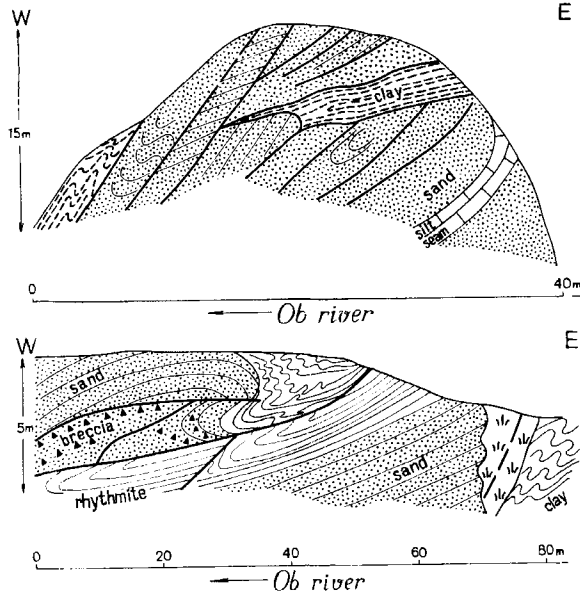 W E
15m
clay
sand
silt
seam
0 40m
← Ob river
W E
5m
sand
breccia
rhythmite
sand
clay
0 20 40 60 80m
← Ob river